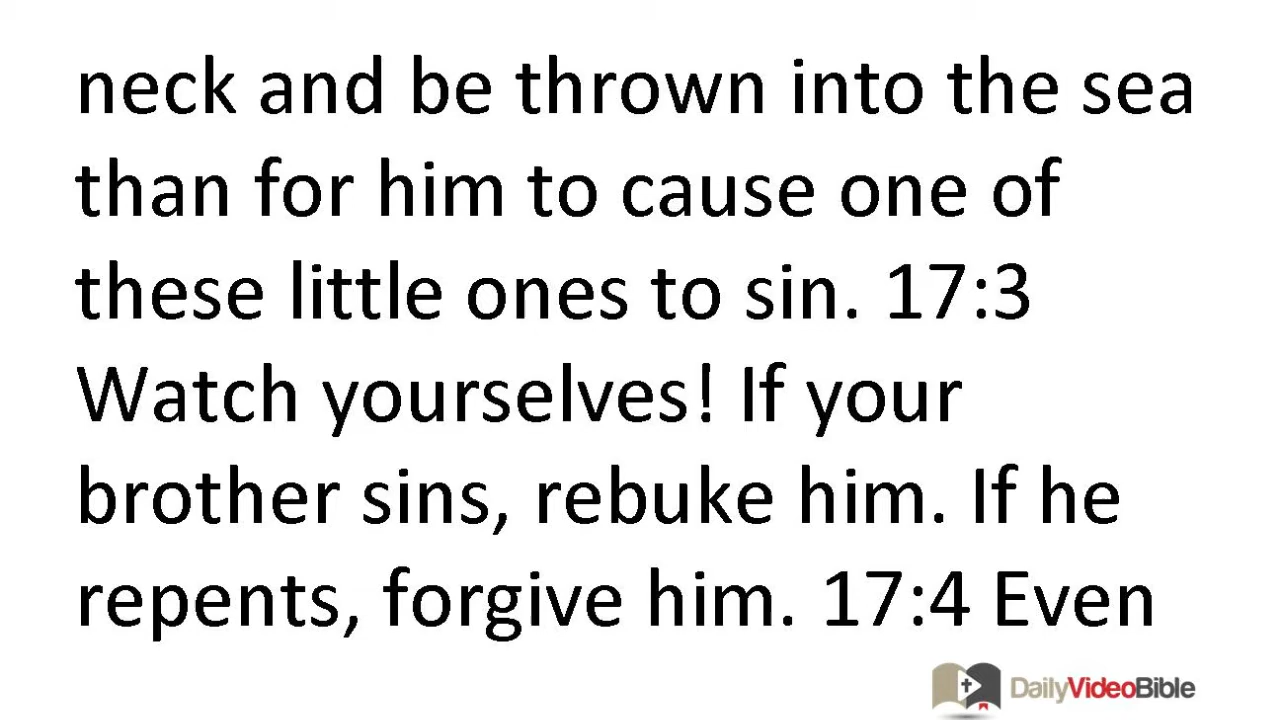 neck and be thrown into the sea
than for him to cause one of
these little ones to sin. 17:3
Watch yourselves! If your
brother sins, rebuke him. If he
repents, forgive him. 17:4 Even
DailyVideoBible